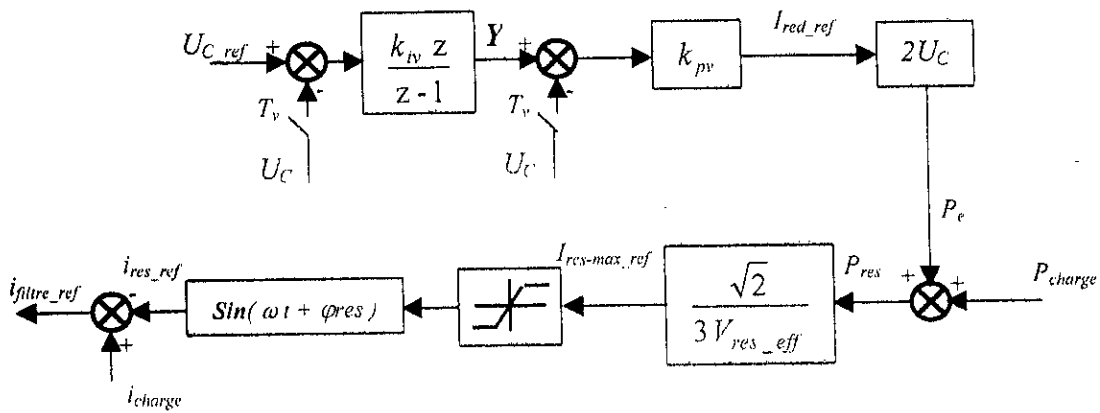 I_red_ref
U_C_ref + k_iv z / z - 1 Y + k_pv 2U_C
- -
T_v T_v
U_C U_C
P_e
i_res_ref I_res-max_ref P_res + + P_charge
i_filtre_ref - Sin( ω t + φres ) √2 / 3 V_res_eff
+
i_charge